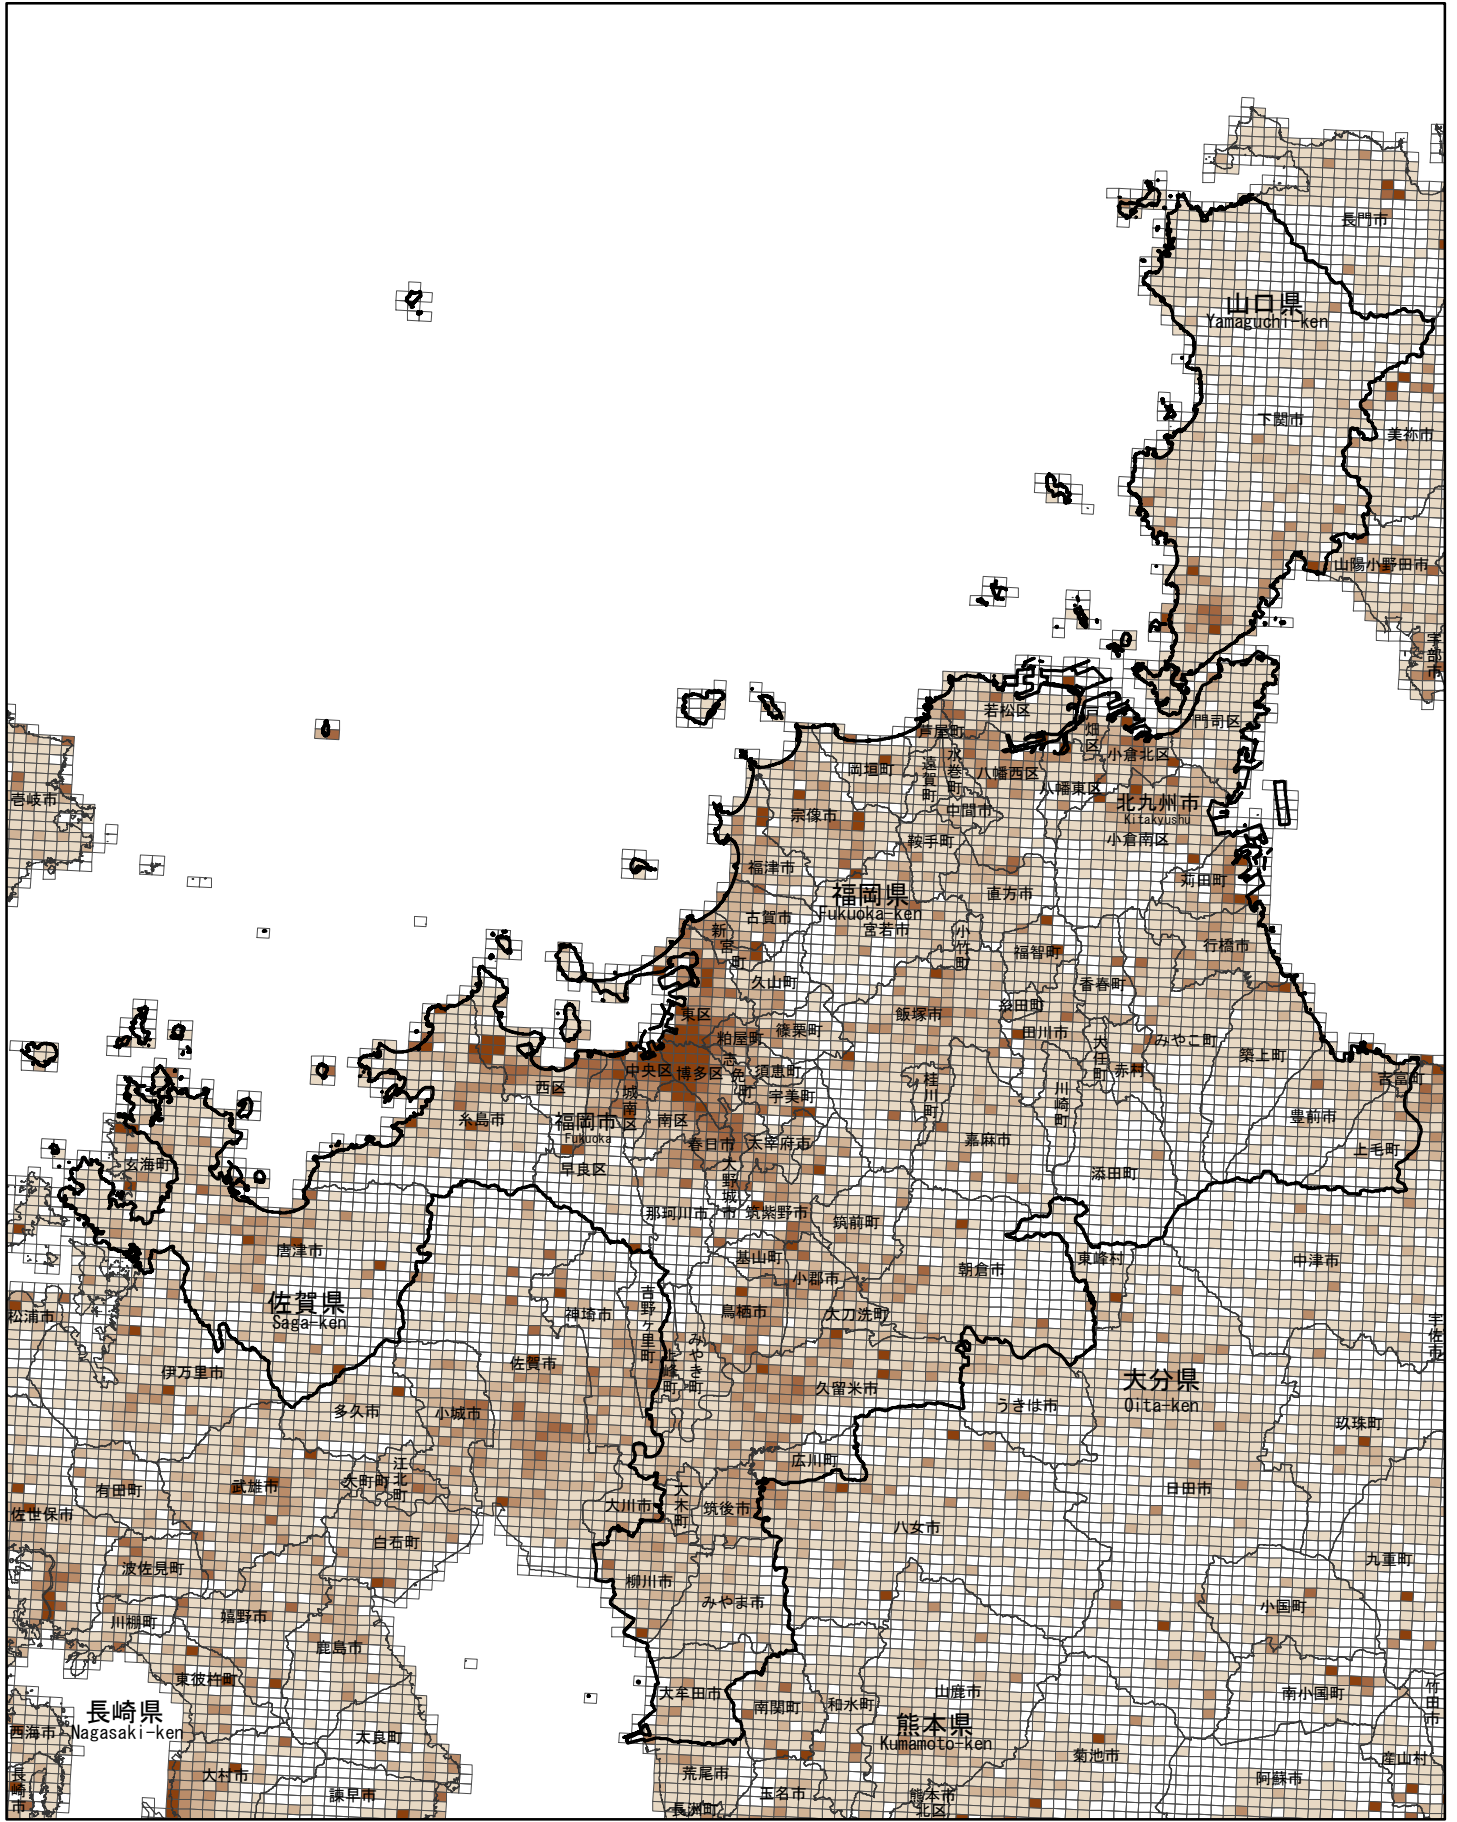 長門市
山口県
Yamaguchi-ken
下関市
美祢市
山陽小野田市
宇部市
若松区
戸畑区
門司区
芦屋町
水巻町
遠賀町
岡垣町
八幡西区
小倉北区
八幡東区
北九州市
Kitakyushu
中間市
宗像市
鞍手町
小倉南区
壱岐市
福津市
苅田町
福岡県
Fukuoka-ken
直方市
古賀市
宮若市
新宮町
小竹町
福智町
行橋市
久山町
香春町
糸田町
東区
飯塚市
粕屋町
篠栗町
田川市
大任町
みやこ町
築上町
中央区
博多区
志免町
須恵町
赤村
吉富町
西区
城南区
宇美町
桂川町
川崎町
豊前市
糸島市
福岡市
Fukuoka
南区
春日市
太宰府市
嘉麻市
上毛町
玄海町
早良区
大野城市
添田町
那珂川市
筑紫野市
筑前町
唐津市
基山町
小郡市
朝倉市
東峰村
中津市
佐賀県
Saga-ken
松浦市
神埼市
吉野ヶ里町
鳥栖市
大刀洗町
みやき町
上峰町
宇佐市
伊万里市
佐賀市
久留米市
大分県
Oita-ken
うきは市
多久市
小城市
玖珠町
広川町
江北町
大町町
武雄市
有田町
日田市
佐世保市
大川市
大木町
筑後市
八女市
白石町
九重町
波佐見町
柳川市
みやま市
小国町
川棚町
嬉野市
鹿島市
東彼杵町
大牟田市
南関町
和水町
山鹿市
南小国町
竹田市
長崎県
Nagasaki-ken
西海市
太良町
熊本県
Kumamoto-ken
菊池市
産山村
長崎市
大村市
諫早市
荒尾市
玉名市
長洲町
熊本市
北区
阿蘇市